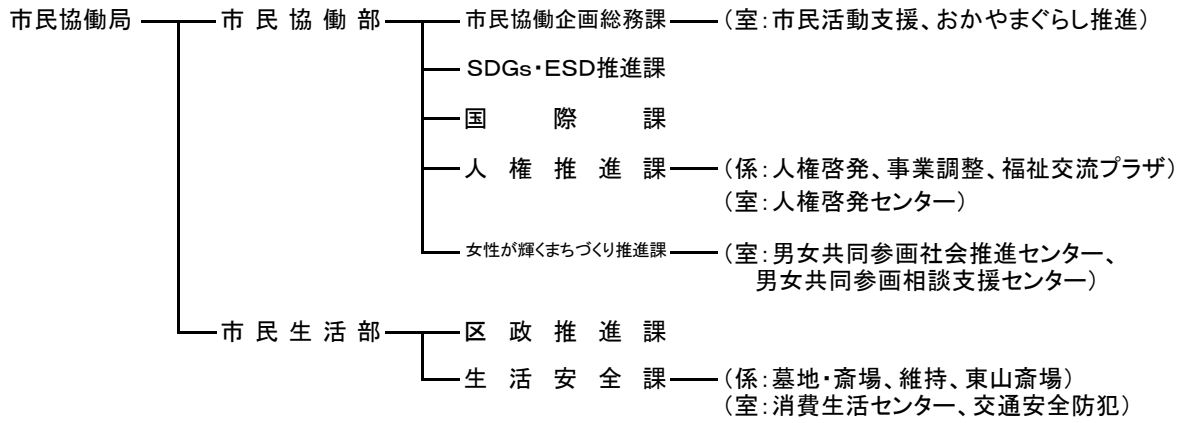 市民協働局 市民協働部 市民協働企画総務課 (室:市民活動支援、おかやまぐらし推進)
SDGs・ESD推進課
国際課
人権推進課 (係:人権啓発、事業調整、福祉交流プラザ)
(室:人権啓発センター)
女性が輝くまちづくり推進課 (室:男女共同参画社会推進センター、
男女共同参画相談支援センター)
市民生活部 区政推進課
生活安全課 (係:墓地・斎場、維持、東山斎場)
(室:消費生活センター、交通安全防犯)